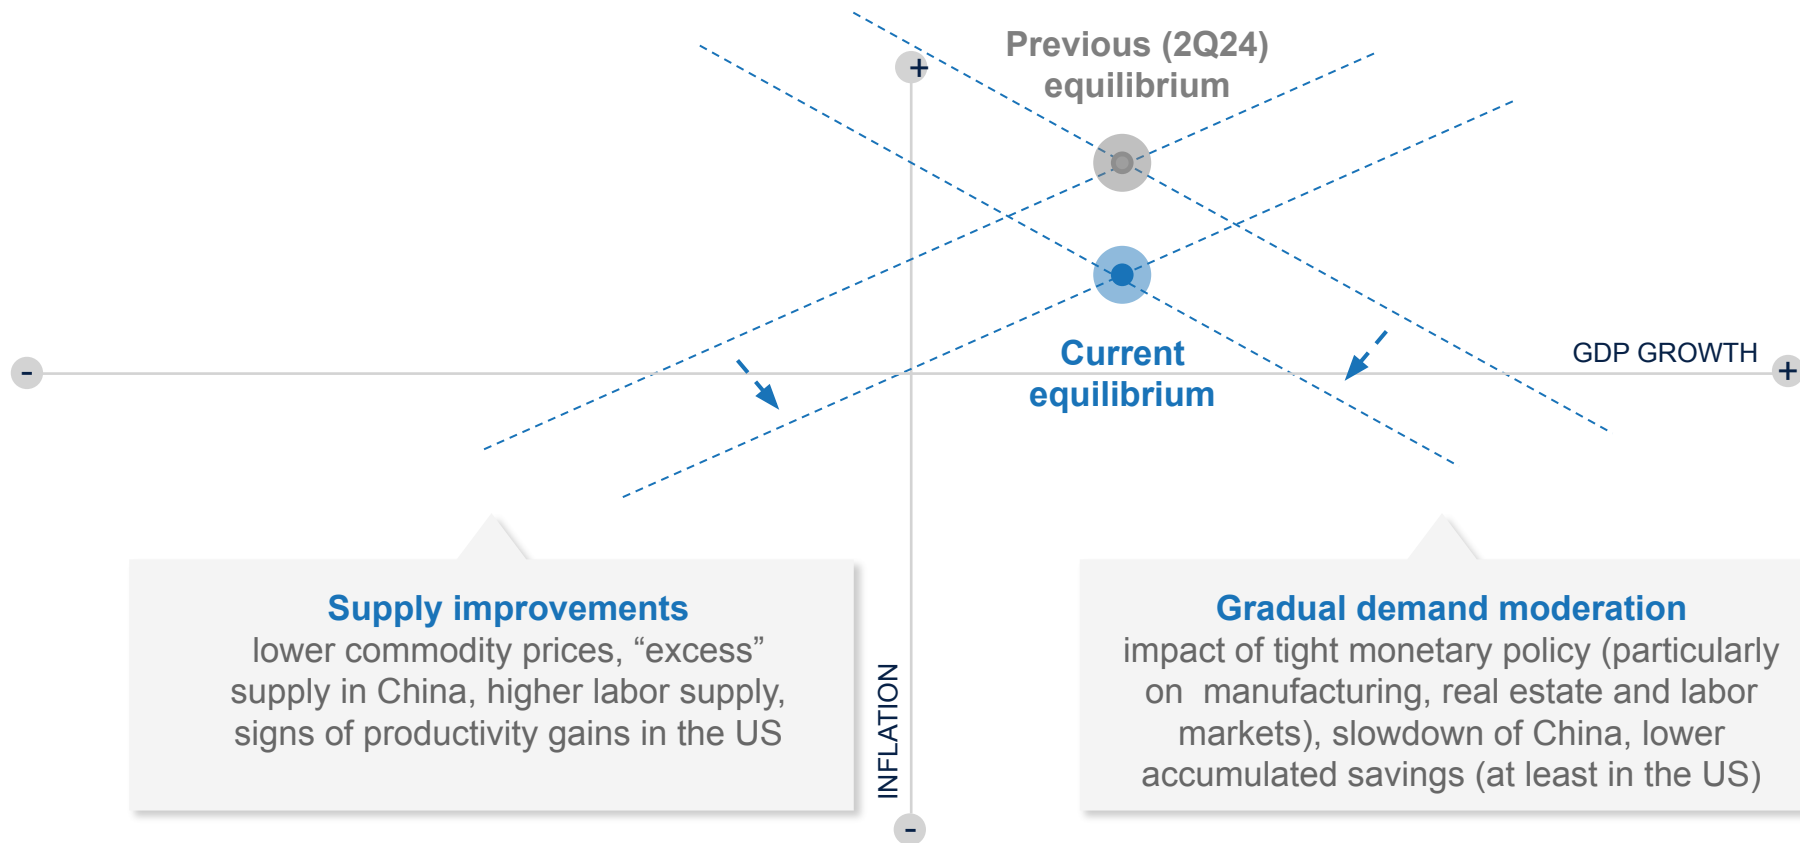 Previous (2Q24)
equilibrium
+
Current
equilibrium
GDP GROWTH
-
+
Supply improvements
lower commodity prices, “excess”
supply in China, higher labor supply,
signs of productivity gains in the US
INFLATION
-
Gradual demand moderation
impact of tight monetary policy (particularly
on  manufacturing, real estate and labor
markets), slowdown of China, lower
accumulated savings (at least in the US)